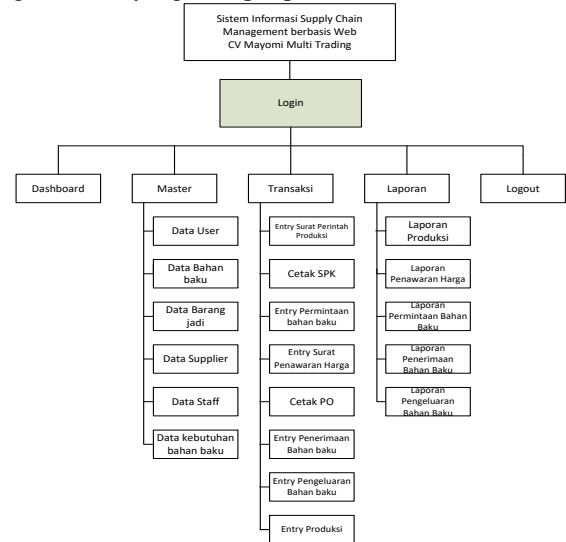 Sistem Informasi Supply Chain
Management berbasis Web
CV Mayomi Multi Trading
Login
Dashboard
Master
Transaksi
Laporan
Logout
Data User
Data Bahan
baku
Data Barang
jadi
Data Supplier
Data Staff
Data kebutuhan
bahan baku
Entry Surat Perintah
Produksi
Cetak SPK
Entry Permintaan
bahan baku
Entry Surat
Penawaran Harga
Cetak PO
Entry Penerimaan
Bahan baku
Entry Pengeluaran
Bahan baku
Entry Produksi
Laporan
Produksi
Laporan
Penawaran Harga
Laporan
Permintaan Bahan
Baku
Laporan
Penerimaan
Bahan Baku
Laporan
Pengeluaran
Bahan Baku